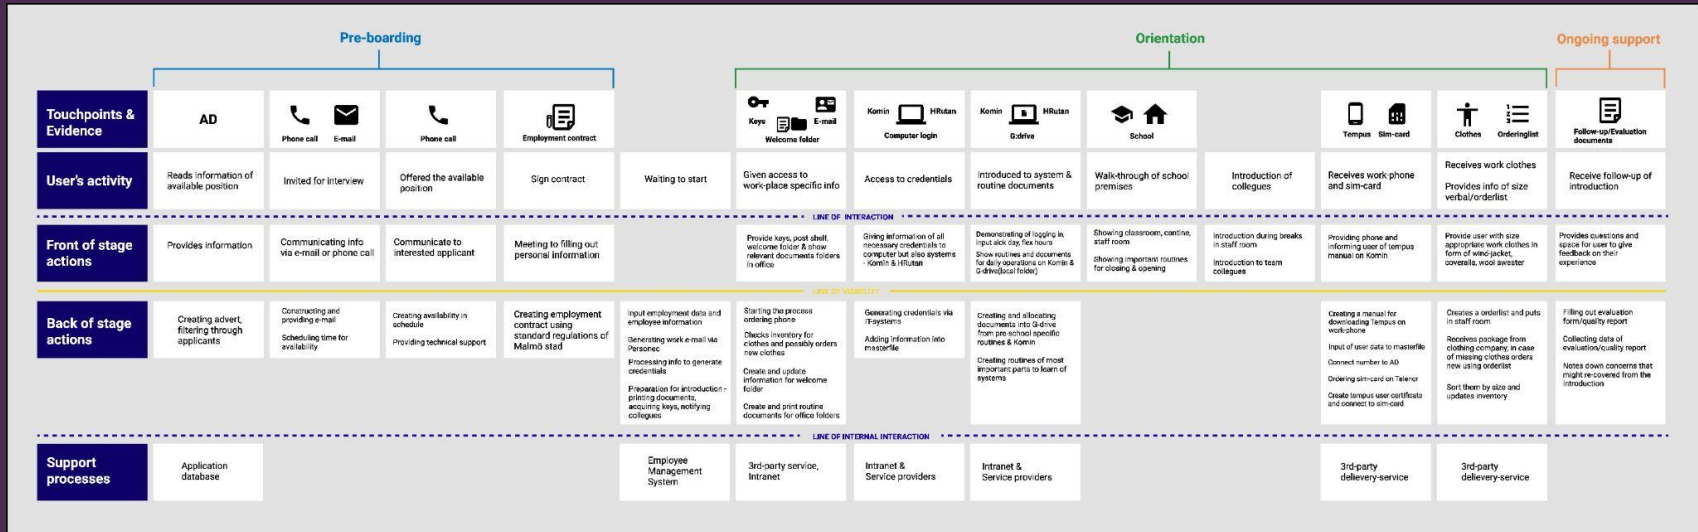 Pre-boarding
Orientation
Ongoing support
Touchpoints &
Evidence
AD
Phone call
E-mail
Phone call
Employment contract
Keys
E-mail
Welcome folder
Komin
HRutan
Computer login
Komin
HRutan
G:drive
School
Tempus
Sim-card
Clothes
Orderinglist
Follow-up/Evaluation
documents
User's activity
Reads information of
available position
Invited for interview
Offered the available
position
Sign contract
Waiting to start
Given access to
work-place specific info
Access to credentials
Introduced to system &
routine documents
Walk-through of school
premises
Introduction of
collegues
Receives work-phone
and sim-card
Receives work clothes
Provides info of size
verbal/orderlist
Receive follow-up of
introduction
LINE OF INTERACTION
Front of stage
actions
Provides information
Communicating info
via e-mail or phone call
Communicate to
interested applicant
Meeting to filling out
personal information
Provide keys, post shelf,
welcome folder & show
relevant documents folders
in office
Giving information of all
necessary credentials to
computer but also systems
- Komin & HRutan
Demonstrating of logging in,
input sick day, flex hours
Show routines and documents
for daily operations on Komin &
G-drive(local folder)
Showing classroom, cantine,
staff room
Showing important routines
for closing & opening
Introduction during breaks
in staff room
Introduction to team
collegues
Providing phone and
informing user of tempus
manual on Komin
Provide user with size
appropriate work clothes in
form of wind-jacket,
coveralls, wool sweater
Provides questions and
space for user to give
feedback on their
experience
LINE OF VISIBILITY
Back of stage
actions
Creating advert,
filtering through
applicants
Constructing and
providing e-mail
Scheduling time for
availability
Creating availability in
schedule
Providing technical support
Creating employment
contract using
standard regulations of
Malmö stad
Input employment data and
employee information
Generating work e-mail via
Personec
Processing info to generate
credentials
Preparation for introduction -
printing documents,
acquiring keys, notifying
collegues
Starting the process
ordering phone
Checks inventory for
clothes and possibly orders
new clothes
Create and update
information for welcome
folder
Create and print routine
documents for office folders
Generating credentials via
IT-systems
Adding information into
masterfile
Creating and allocating
documents into G-drive
from pre-school specific
routines & Komin
Creating routines of most
important parts to learn of
systems
Creating a manual for
downloading Tempus on
work-phone
Input of user data to masterfile
Connect number to AD
Ordering sim-card on Telenor
Create tempus user certificate
and connect to sim-card
Creates a orderlist and puts
in staff room
Receives package from
clothing company, in case
of missing clothes orders
new using orderlist
Sort them by size and
updates inventory
Filling out evaluation
form/quality report
Collecting data of
evaluation/quality report
Notes down concerns that
might re-covered from the
introduction
LINE OF INTERNAL INTERACTION
Support
processes
Application
database
Employee
Management
System
3rd-party service,
Intranet
Intranet &
Service providers
Intranet &
Service providers
3rd-party
delievery-service
3rd-party
delievery-service